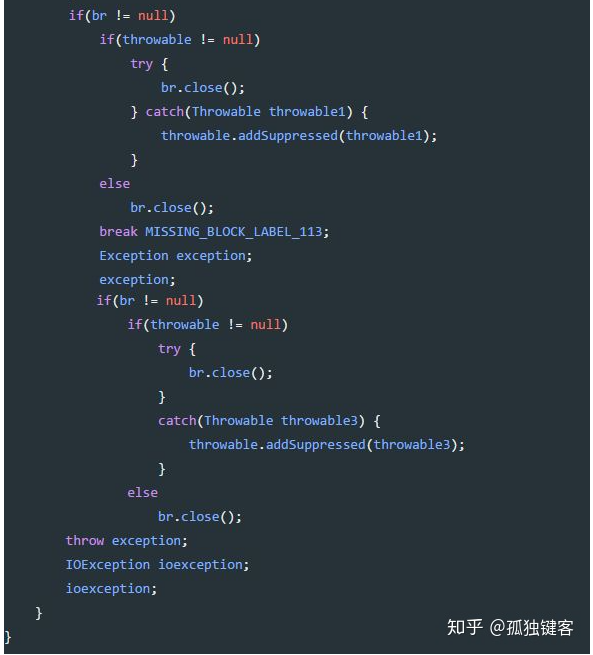 if(br != null)
if(throwable != null)
try {
br.close();
} catch(Throwable throwable1) {
throwable.addSuppressed(throwable1);
}
else
br.close();
break MISSING_BLOCK_LABEL_113;
Exception exception;
exception;
if(br != null)
if(throwable != null)
try {
br.close();
}
catch(Throwable throwable3) {
throwable.addSuppressed(throwable3);
}
else
br.close();
throw exception;
IOException ioexception;
ioexception;
}
知乎 @孤独键客
}